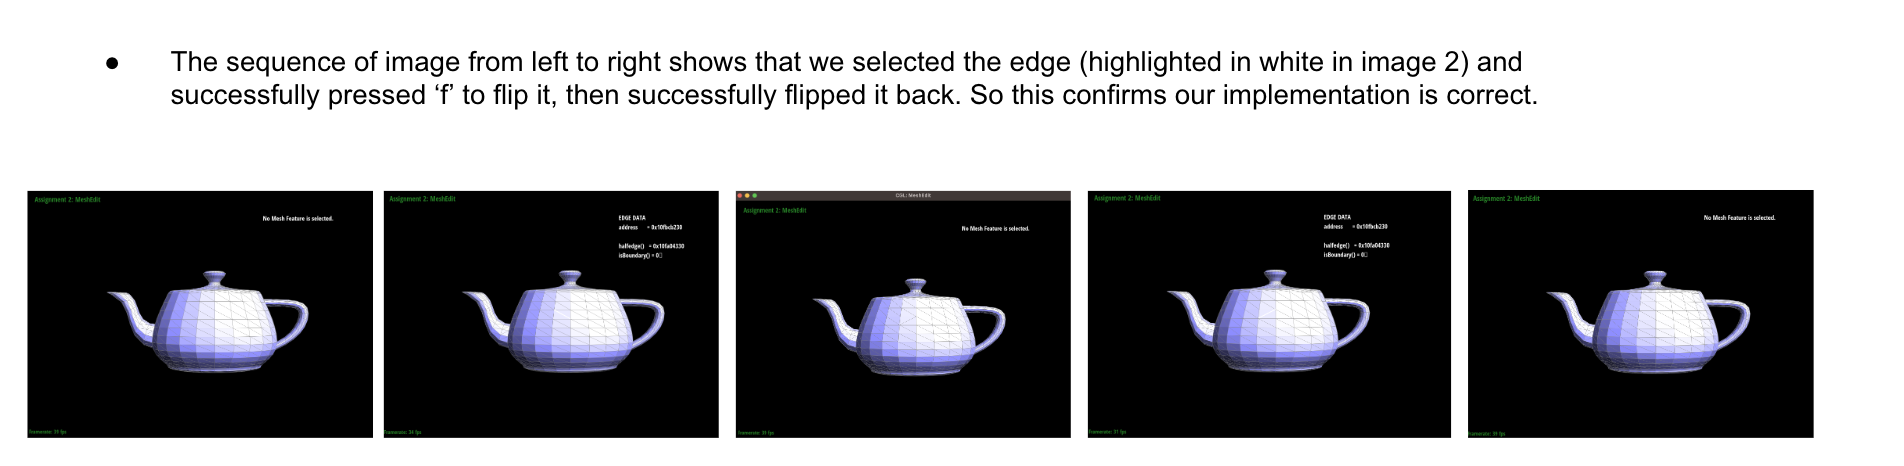 ● The sequence of image from left to right shows that we selected the edge (highlighted in white in image 2) and
successfully pressed ‘f’ to flip it, then successfully flipped it back. So this confirms our implementation is correct.
Assignment 2: MeshEdit
No Mesh Feature is selected.
Framerate: 39 fps
Assignment 2: MeshEdit
EDGE DATA
address = 0x10fbcb230
halfedge() = 0x10fa04330
isBoundary() = 0
Framerate: 34 fps
CGL: MeshEdit
Assignment 2: MeshEdit
No Mesh Feature is selected.
Framerate: 39 fps
Assignment 2: MeshEdit
EDGE DATA
address = 0x10fbcb230
halfedge() = 0x10fa04330
isBoundary() = 0
Framerate: 31 fps
Assignment 2: MeshEdit
No Mesh Feature is selected.
Framerate: 39 fps